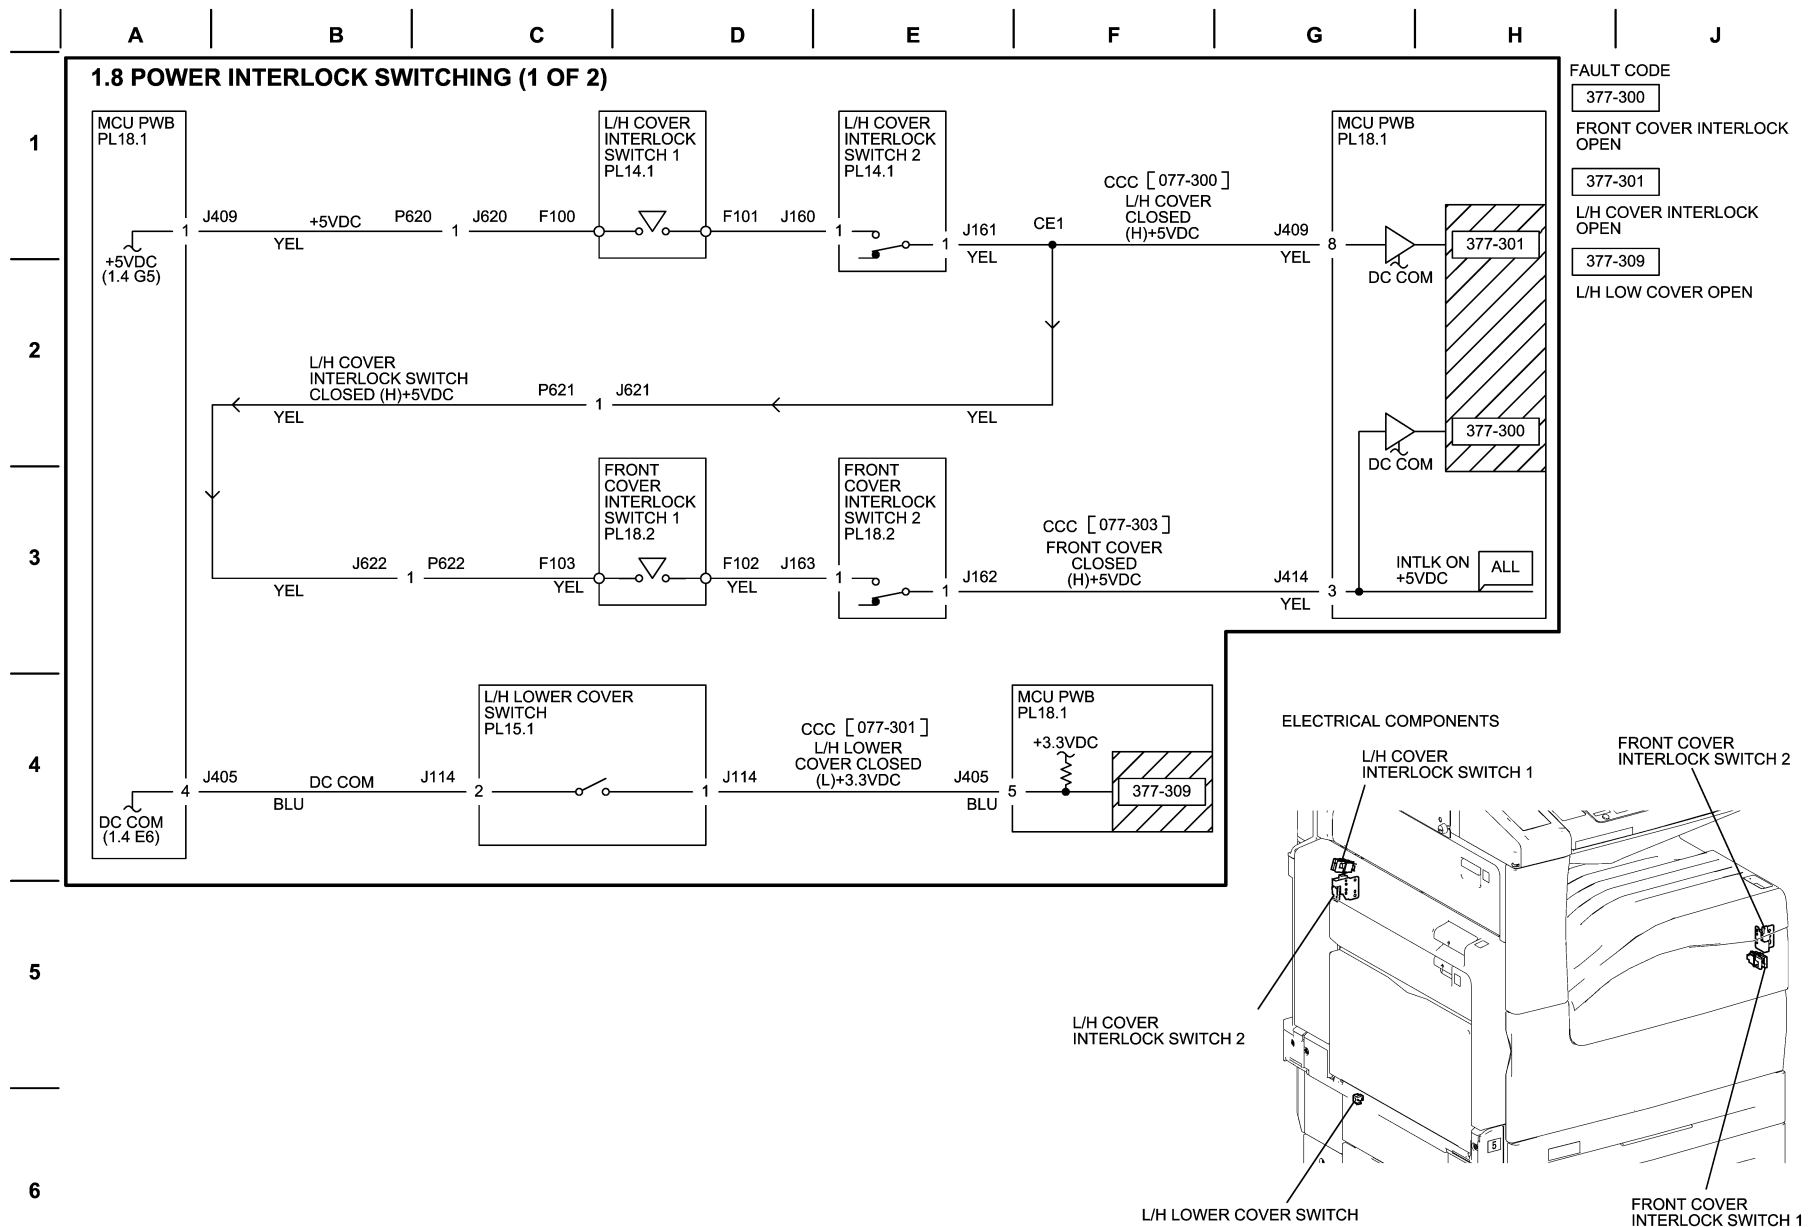 A B C D E F G H J
1.8 POWER INTERLOCK SWITCHING (1 OF 2)
FAULT CODE
377-300
FRONT COVER INTERLOCK
OPEN
377-301
L/H COVER INTERLOCK
OPEN
377-309
L/H LOW COVER OPEN
1
MCU PWB
PL18.1
L/H COVER
INTERLOCK
SWITCH 1
PL14.1
L/H COVER
INTERLOCK
SWITCH 2
PL14.1
MCU PWB
PL18.1
CCC [ 077-300 ]
L/H COVER
CLOSED
(H)+5VDC
1 J409 +5VDC P620 1 J620 F100 F101 J160 1 1 J161 CE1 J409 8
YEL YEL YEL
377-301
DC COM
+5VDC
(1.4 G5)
2
L/H COVER
INTERLOCK SWITCH
CLOSED (H)+5VDC
P621 1 J621
YEL YEL
377-300
DC COM
3
FRONT
COVER
INTERLOCK
SWITCH 1
PL18.2
FRONT
COVER
INTERLOCK
SWITCH 2
PL18.2
CCC [ 077-303 ]
FRONT COVER
CLOSED
(H)+5VDC
INTLK ON
+5VDC
ALL
J622 1 P622 F103 F102 J163 1 1 J162 J414 3
YEL YEL YEL YEL
4
L/H LOWER COVER
SWITCH
PL15.1
CCC [ 077-301 ]
L/H LOWER
COVER CLOSED
(L)+3.3VDC
MCU PWB
PL18.1
+3.3VDC
4 J405 DC COM J114 2 1 J114 J405 5
BLU BLU
377-309
DC COM
(1.4 E6)
ELECTRICAL COMPONENTS
L/H COVER
INTERLOCK SWITCH 1
FRONT COVER
INTERLOCK SWITCH 2
5
L/H COVER
INTERLOCK SWITCH 2
5
6
L/H LOWER COVER SWITCH
FRONT COVER
INTERLOCK SWITCH 1